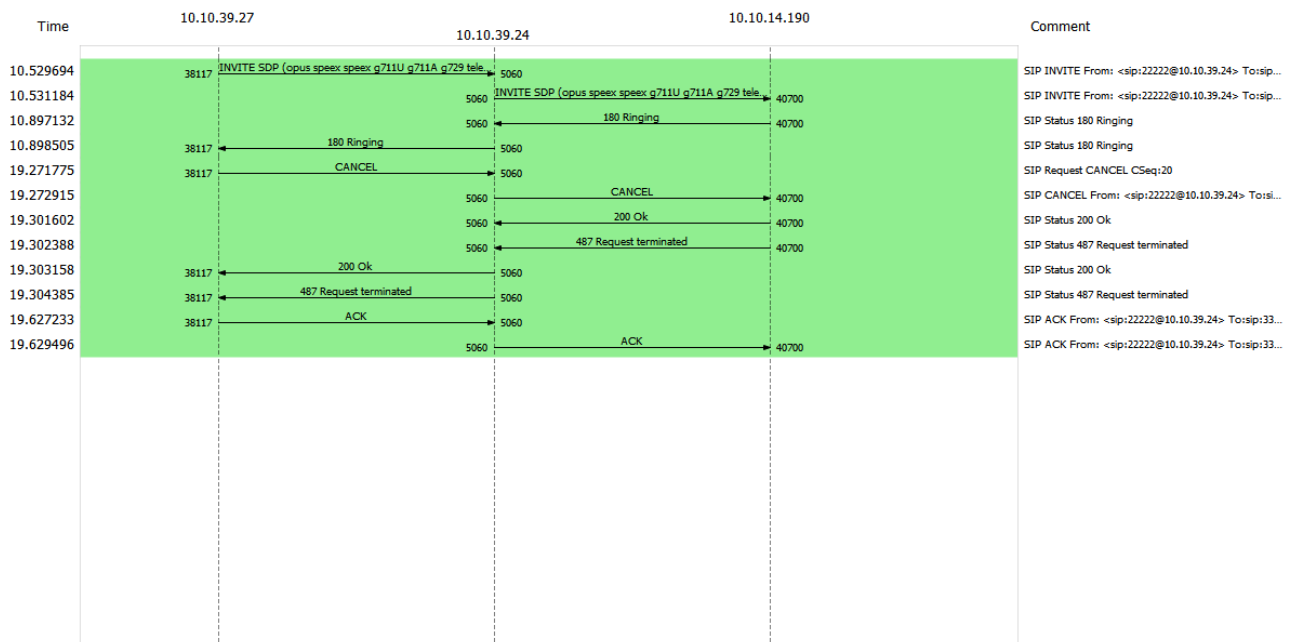 10.10.39.27 10.10.14.190
Time Comment
10.10.39.24
INVITE SDP (opus speex speex g711U g711A g729 tele...
10.529694 38117 5060 SIP INVITE From: <sip:22222@10.10.39.24> To:sip...
INVITE SDP (opus speex speex g711U g711A g729 tele...
10.531184 5060 40700 SIP INVITE From: <sip:22222@10.10.39.24> To:sip...
180 Ringing
10.897132 5060 40700 SIP Status 180 Ringing
180 Ringing
10.898505 38117 5060 SIP Status 180 Ringing
CANCEL
19.271775 38117 5060 SIP Request CANCEL CSeq:20
CANCEL
19.272915 5060 40700 SIP CANCEL From: <sip:22222@10.10.39.24> To:si...
200 Ok
19.301602 5060 40700 SIP Status 200 Ok
487 Request terminated
19.302388 5060 40700 SIP Status 487 Request terminated
200 Ok
19.303158 38117 5060 SIP Status 200 Ok
487 Request terminated
19.304385 38117 5060 SIP Status 487 Request terminated
ACK
19.627233 38117 5060 SIP ACK From: <sip:22222@10.10.39.24> To:sip:33...
ACK
19.629496 5060 40700 SIP ACK From: <sip:22222@10.10.39.24> To:sip:33...